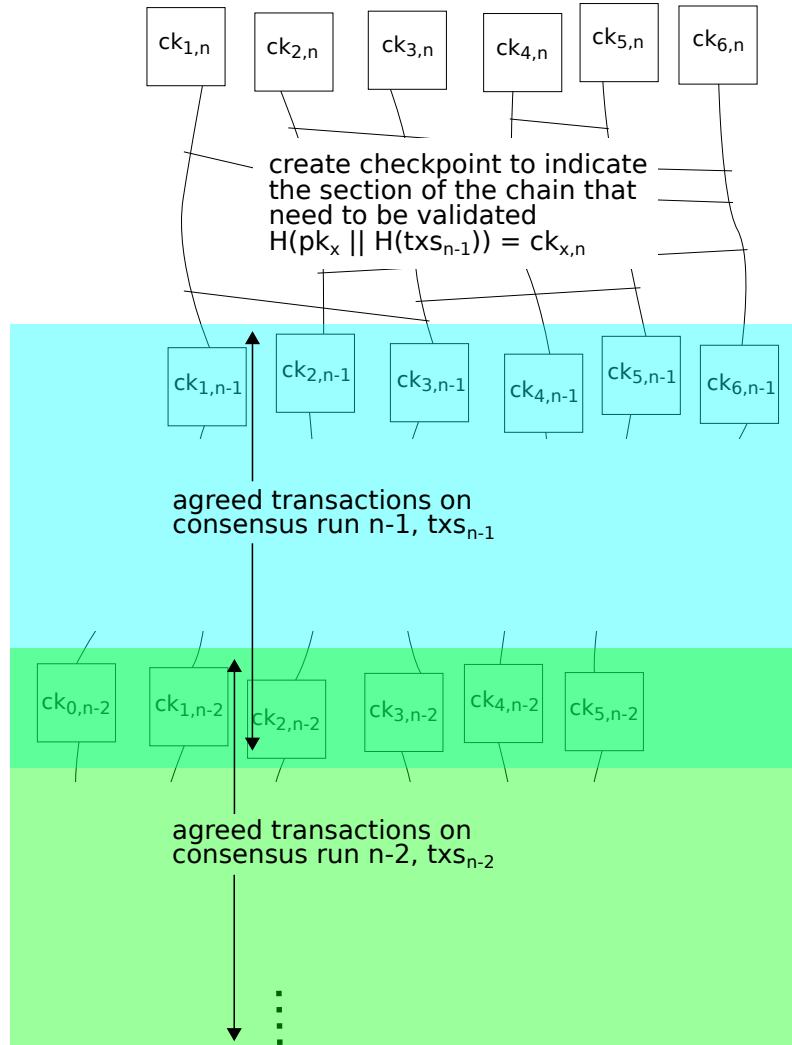 ck1,n ck2,n ck3,n ck4,n ck5,n ck6,n
create checkpoint to indicate
the section of the chain that
need to be validated
H(pkx || H(txsn-1)) = ckx,n
ck1,n-1 ck2,n-1 ck3,n-1 ck4,n-1 ck5,n-1 ck6,n-1
agreed transactions on
consensus run n-1, txsn-1
ck0,n-2 ck1,n-2 ck2,n-2 ck3,n-2 ck4,n-2 ck5,n-2
agreed transactions on
consensus run n-2, txsn-2